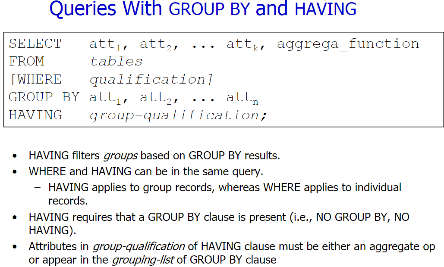 Queries With GROUP BY and HAVING
SELECT att1, att2, ... attk, aggrega_function
FROM tables
[WHERE qualification]
GROUP BY att1, att2, ... attn
HAVING group-qualification;
• HAVING filters groups based on GROUP BY results.
• WHERE and HAVING can be in the same query.
– HAVING applies to group records, whereas WHERE applies to individual
records.
• HAVING requires that a GROUP BY clause is present (i.e., NO GROUP BY, NO
HAVING).
• Attributes in group-qualification of HAVING clause must be either an aggregate op
or appear in the grouping-list of GROUP BY clause